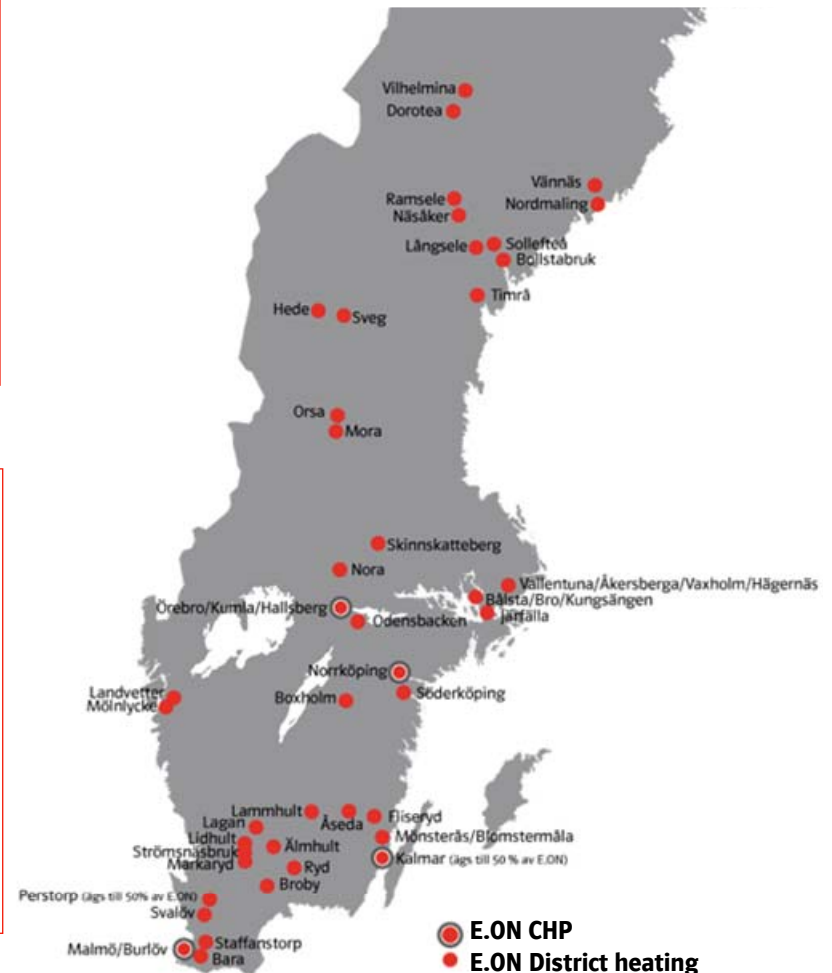 Vilhelmina
Dorotea
Vännäs
Ramsele
Nordmaling
Näsåker
Långsele
Sollefteå
Bollstabruk
Timrå
Hede
Sveg
Orsa
Mora
Skinnskatteberg
Nora
Vallentuna/Åkersberga/Vaxholm/Hägernäs
Bålsta/Bro/Kungsängen
Örebro/Kumla/Hallsberg
Järfälla
Odensbacken
Norrköping
Landvetter
Söderköping
Boxholm
Mölnlycke
Lammhult
Fliseryd
Lagan
Åseda
Lidhult
Mönsterås/Blomstermåla
Älmhult
Strömsnäsbruk
Kalmar (ägs till 50 % av E.ON)
Markaryd
Ryd
Broby
Perstorp (ägs till 50% av E.ON)
Svalöv
Staffanstorp
Malmö/Burlöv
Bara
E.ON CHP
E.ON District heating